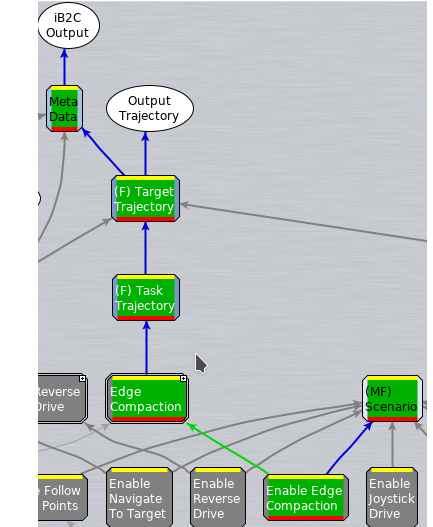 iB2C
Output
Meta
Data
Output
Trajectory
(F) Target
Trajectory
(F) Task
Trajectory
Reverse
Drive
Edge
Compaction
(MF)
Scenario
e Follow
Points
Enable
Navigate
To Target
Enable
Reverse
Drive
Enable Edge
Compaction
Enable
Joystick
Drive